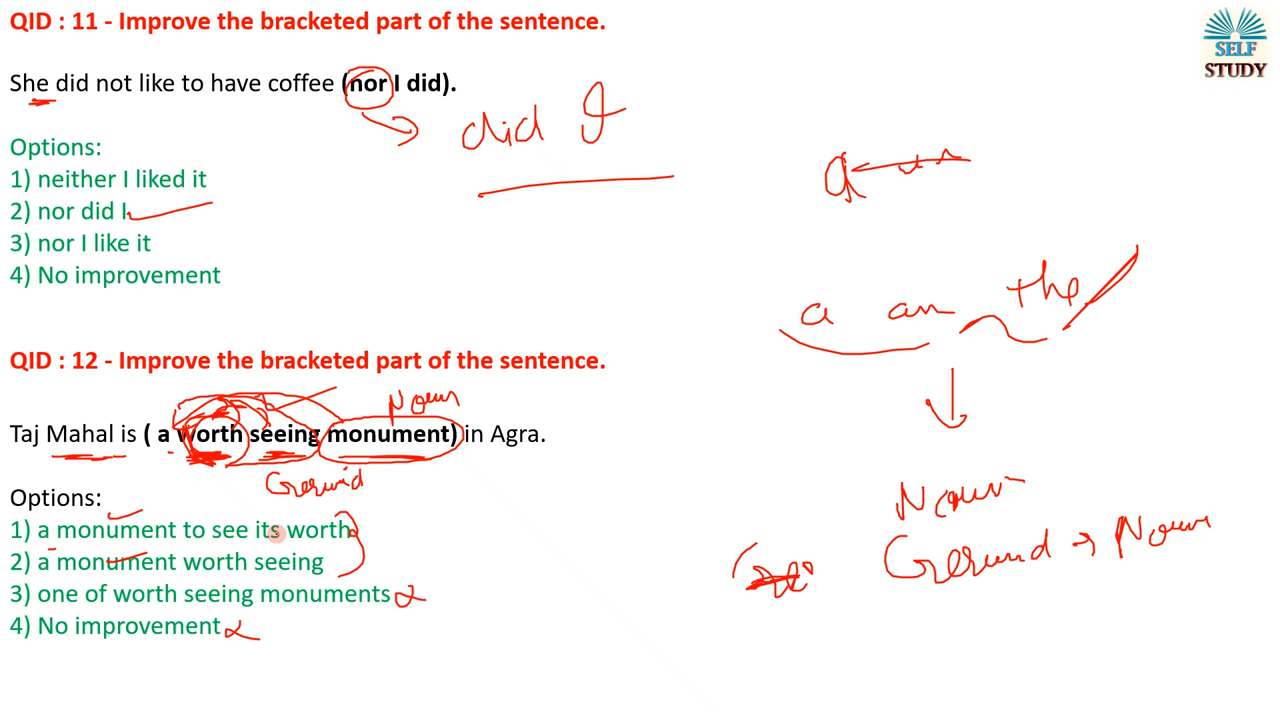 QID : 11 - Improve the bracketed part of the sentence.
SELF
STUDY
She did not like to have coffee (nor I did).
did I
Options:
1) neither I liked it
2) nor did I
3) nor I like it
4) No improvement
a an the
QID : 12 - Improve the bracketed part of the sentence.
Noun
Taj Mahal is ( a worth seeing monument) in Agra.
Gerund
Options:
1) a monument to see its worth
2) a monument worth seeing
3) one of worth seeing monuments
4) No improvement
Noun
Gerund → Noun